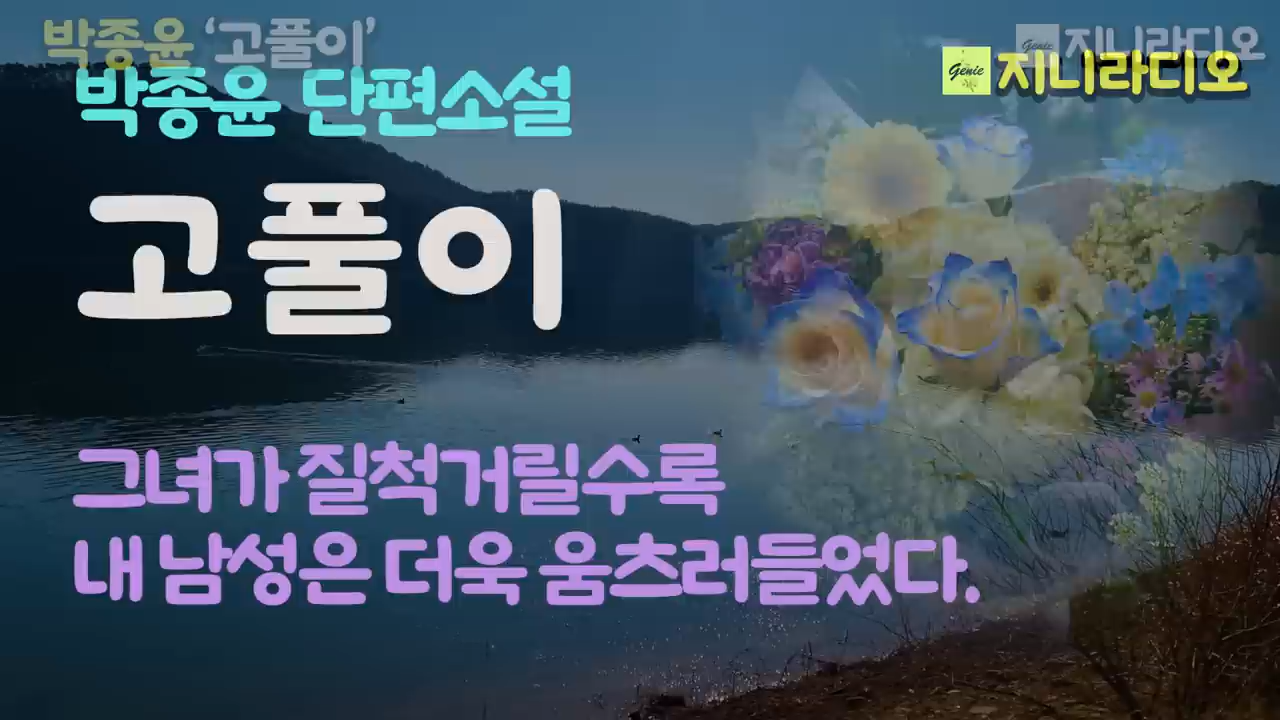 박종윤 ‘고풀이’
Genie 지니라디오
박종윤 단편소설
Genie 지니라디오
고풀이
그녀가 질척거릴수록
내 남성은 더욱 움츠러들었다.